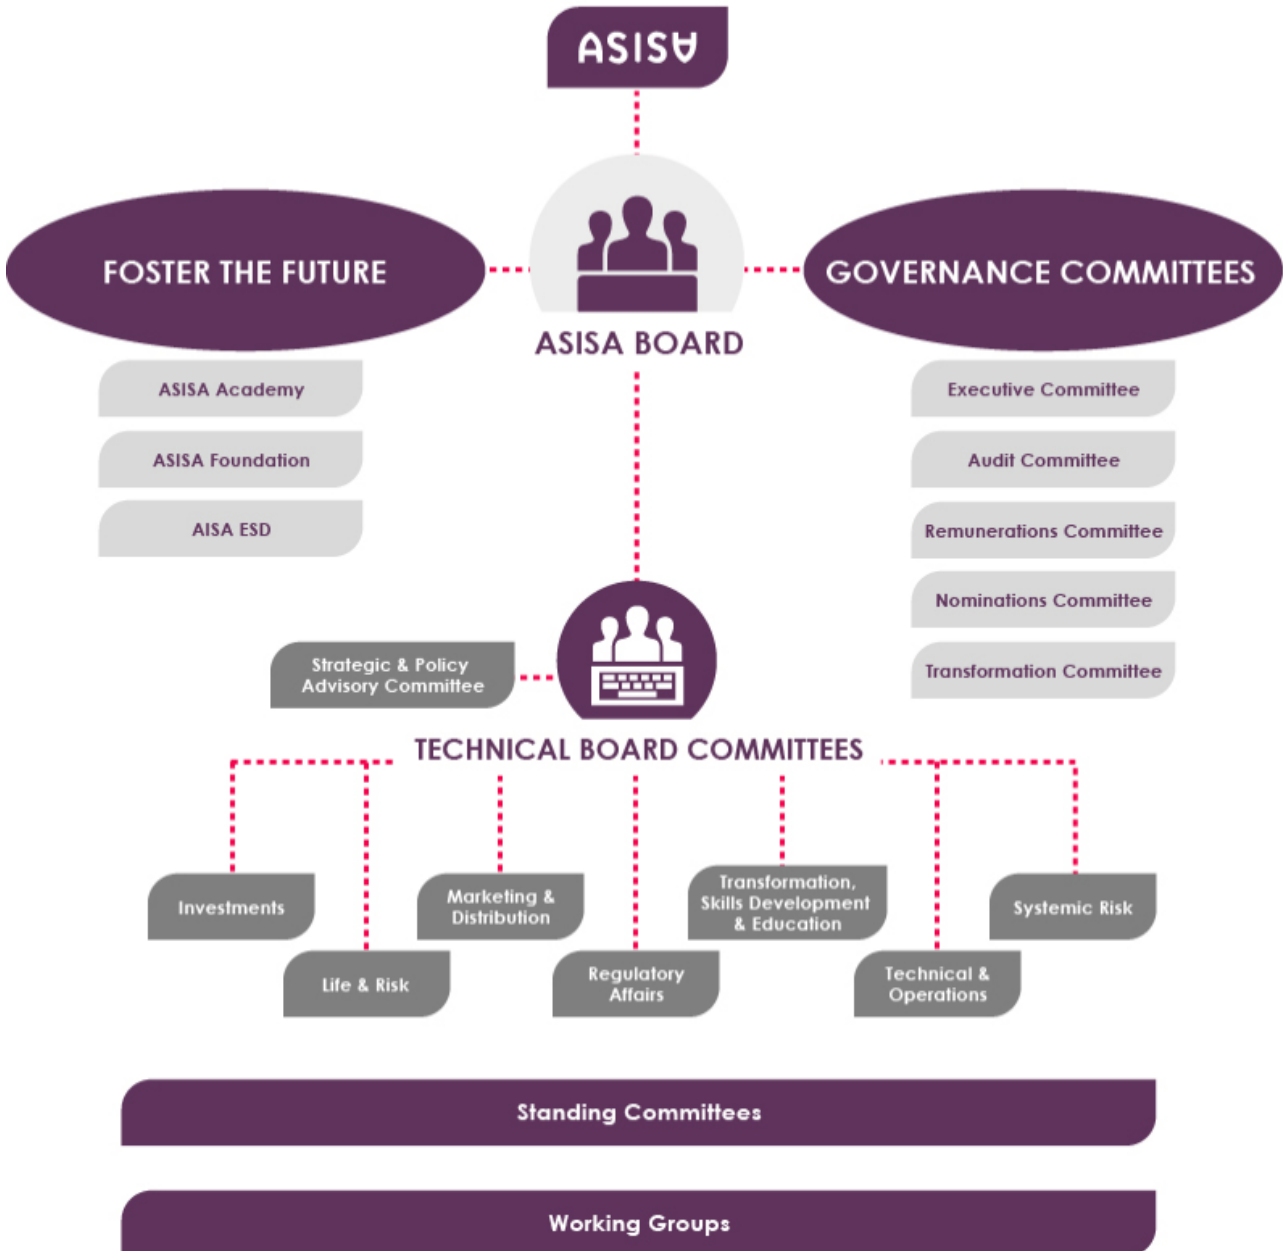 ASISA
FOSTER THE FUTURE
GOVERNANCE COMMITTEES
ASISA BOARD
ASISA Academy
ASISA Foundation
AISA ESD
Executive Committee
Audit Committee
Remunerations Committee
Nominations Committee
Transformation Committee
Strategic & Policy
Advisory Committee
TECHNICAL BOARD COMMITTEES
Investments
Life & Risk
Marketing &
Distribution
Regulatory
Affairs
Transformation,
Skills Development
& Education
Technical &
Operations
Systemic Risk
Standing Committees
Working Groups